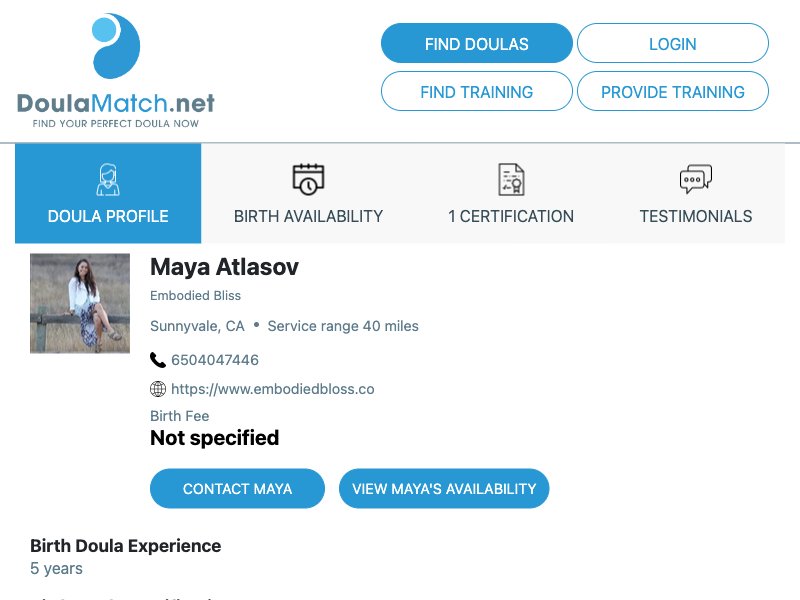 DoulaMatch.net
FIND YOUR PERFECT DOULA NOW
FIND DOULAS
LOGIN
FIND TRAINING
PROVIDE TRAINING
DOULA PROFILE
BIRTH AVAILABILITY
1 CERTIFICATION
TESTIMONIALS
Maya Atlasov
Embodied Bliss
Sunnyvale, CA • Service range 40 miles
6504047446
https://www.embodiedbloss.co
Birth Fee
Not specified
CONTACT MAYA
VIEW MAYA'S AVAILABILITY
Birth Doula Experience
5 years